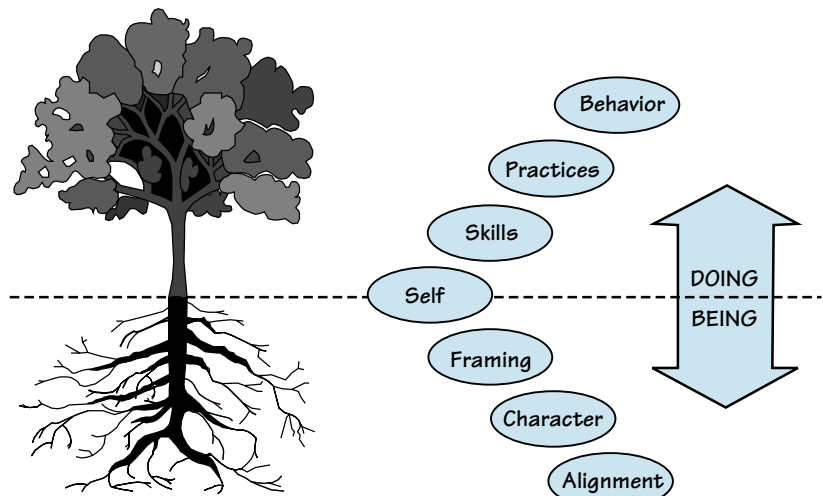 Behavior
Practices
Skills
DOING
Self
BEING
Framing
Character
Alignment